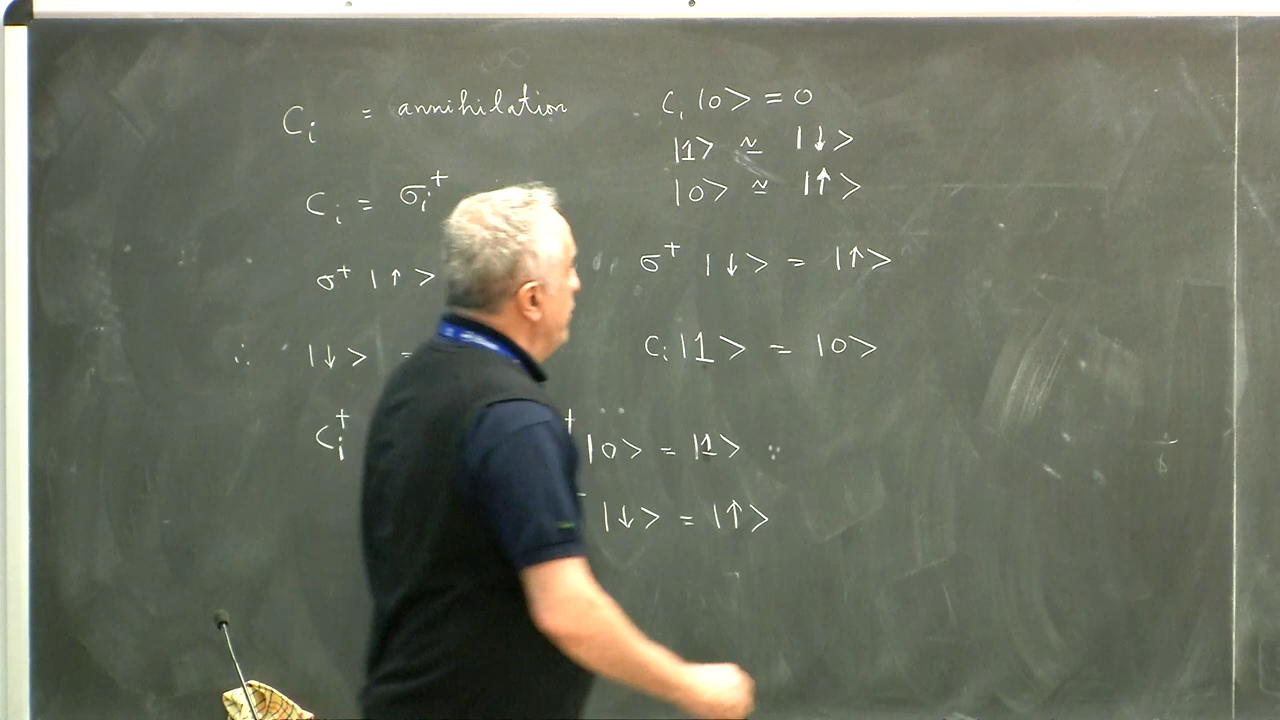 C_i = annihilation
C_i |0> = 0
|1> ≃ |↓>
|0> ≃ |↑>
C_i = σ_i^+
σ^+ |↑>
σ^+ |↓> = |↑>
∴ |↓> =
C_i |1> = |0>
C_i^† † |0> = |1>
- |↓> = |↑>